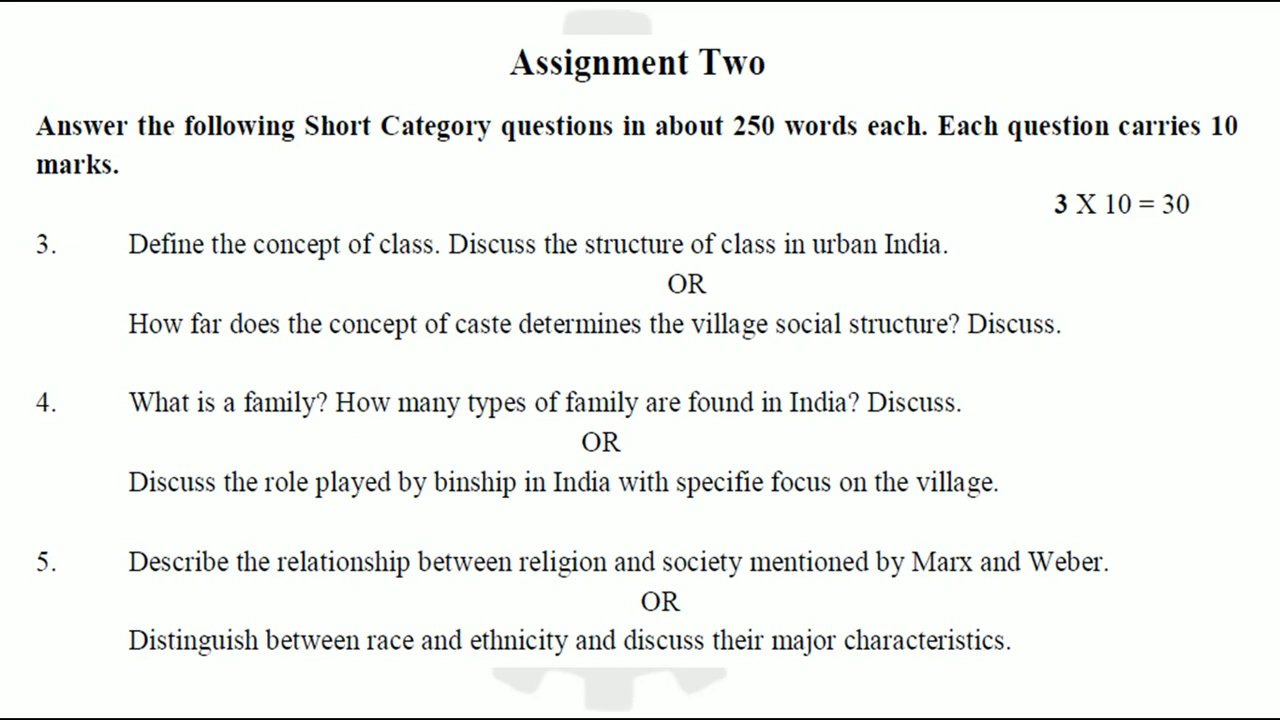 Assignment Two
Answer the following Short Category questions in about 250 words each. Each question carries 10
marks.
3 X 10 = 30
3. Define the concept of class. Discuss the structure of class in urban India.
OR
How far does the concept of caste determines the village social structure? Discuss.
4. What is a family? How many types of family are found in India? Discuss.
OR
Discuss the role played by binship in India with specifie focus on the village.
5. Describe the relationship between religion and society mentioned by Marx and Weber.
OR
Distinguish between race and ethnicity and discuss their major characteristics.